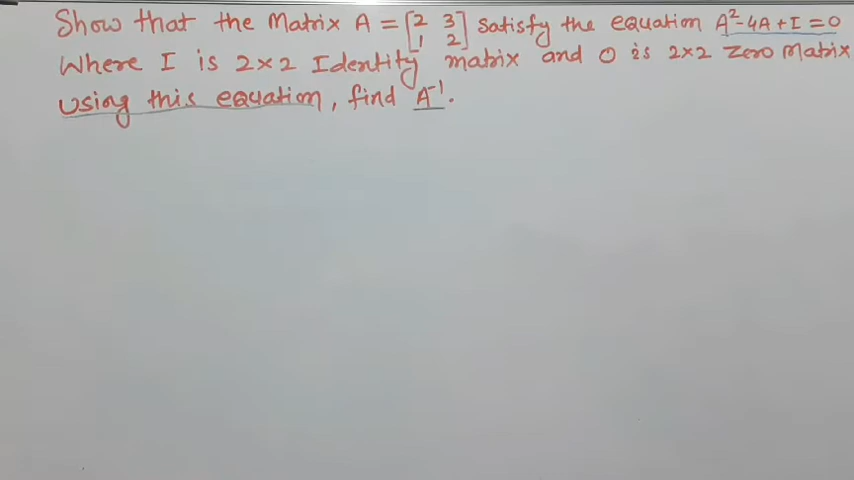 Show that the Matrix A = [2 3 1 2] satisfy the equation A²-4A+I=0
Where I is 2×2 Identity matrix and 0 is 2×2 Zero Matrix
Using this equation, find A⁻¹.